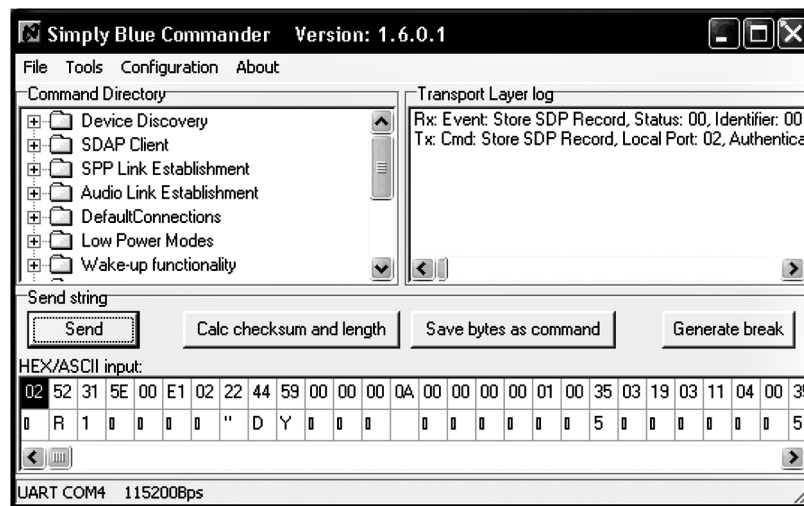 Simply Blue Commander Version: 1.6.0.1
File Tools Configuration About
Command Directory
Device Discovery
SDAP Client
SPP Link Establishment
Audio Link Establishment
DefaultConnections
Low Power Modes
Wake-up functionality
Transport Layer log
Rx: Event: Store SDP Record, Status: 00, Identifier: 00
Tx: Cmd: Store SDP Record, Local Port: 02, Authentica
Send string
Send Calc checksum and length Save bytes as command Generate break
HEX/ASCII input:
02 52 31 5E 00 E1 02 22 44 59 00 00 00 0A 00 00 00 00 01 00 35 03 19 03 11 04 00 35
R 1 " D Y 5 5
UART COM4 115200Bps